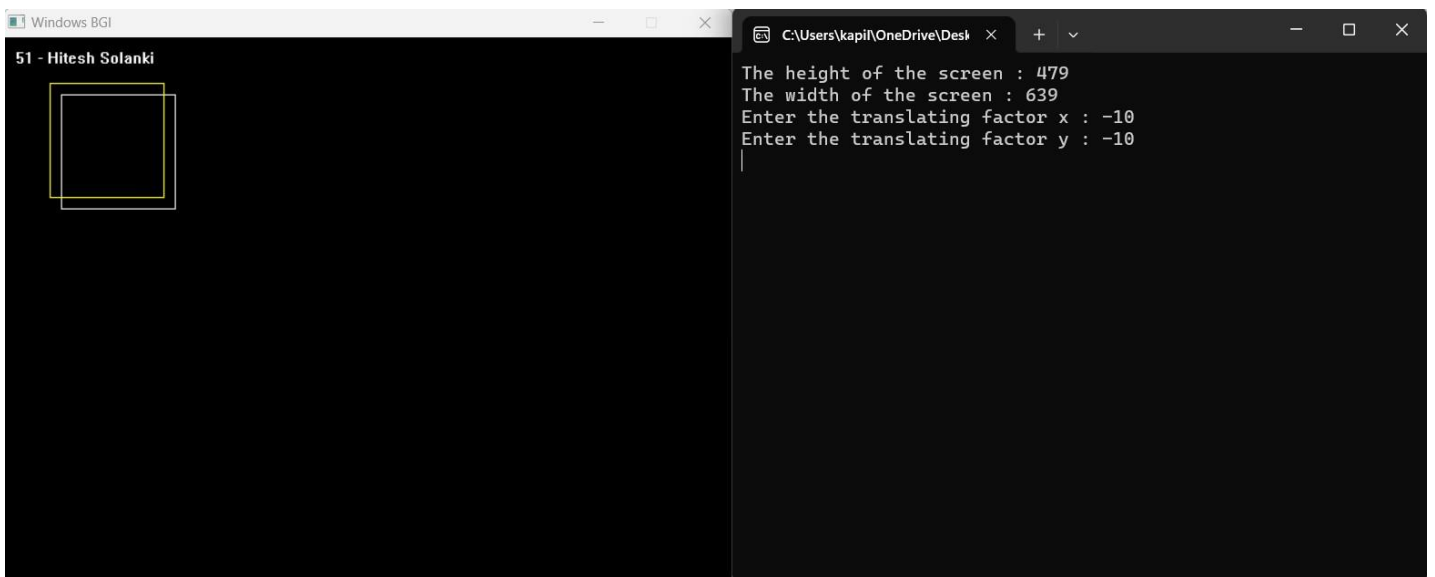 Windows BGI
51 - Hitesh Solanki
C:\Users\kapil\OneDrive\Desk
The height of the screen : 479
The width of the screen : 639
Enter the translating factor x : -10
Enter the translating factor y : -10